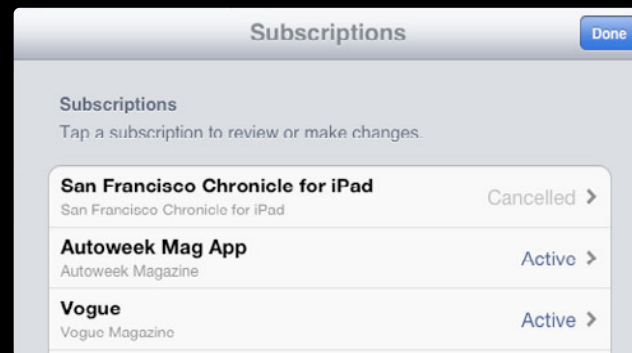 Subscriptions
Done
Subscriptions
Tap a subscription to review or make changes.
San Francisco Chronicle for iPad
San Francisco Chronicle for iPad
Cancelled
Autoweek Mag App
Autoweek Magazine
Active
Vogue
Vogue Magazine
Active